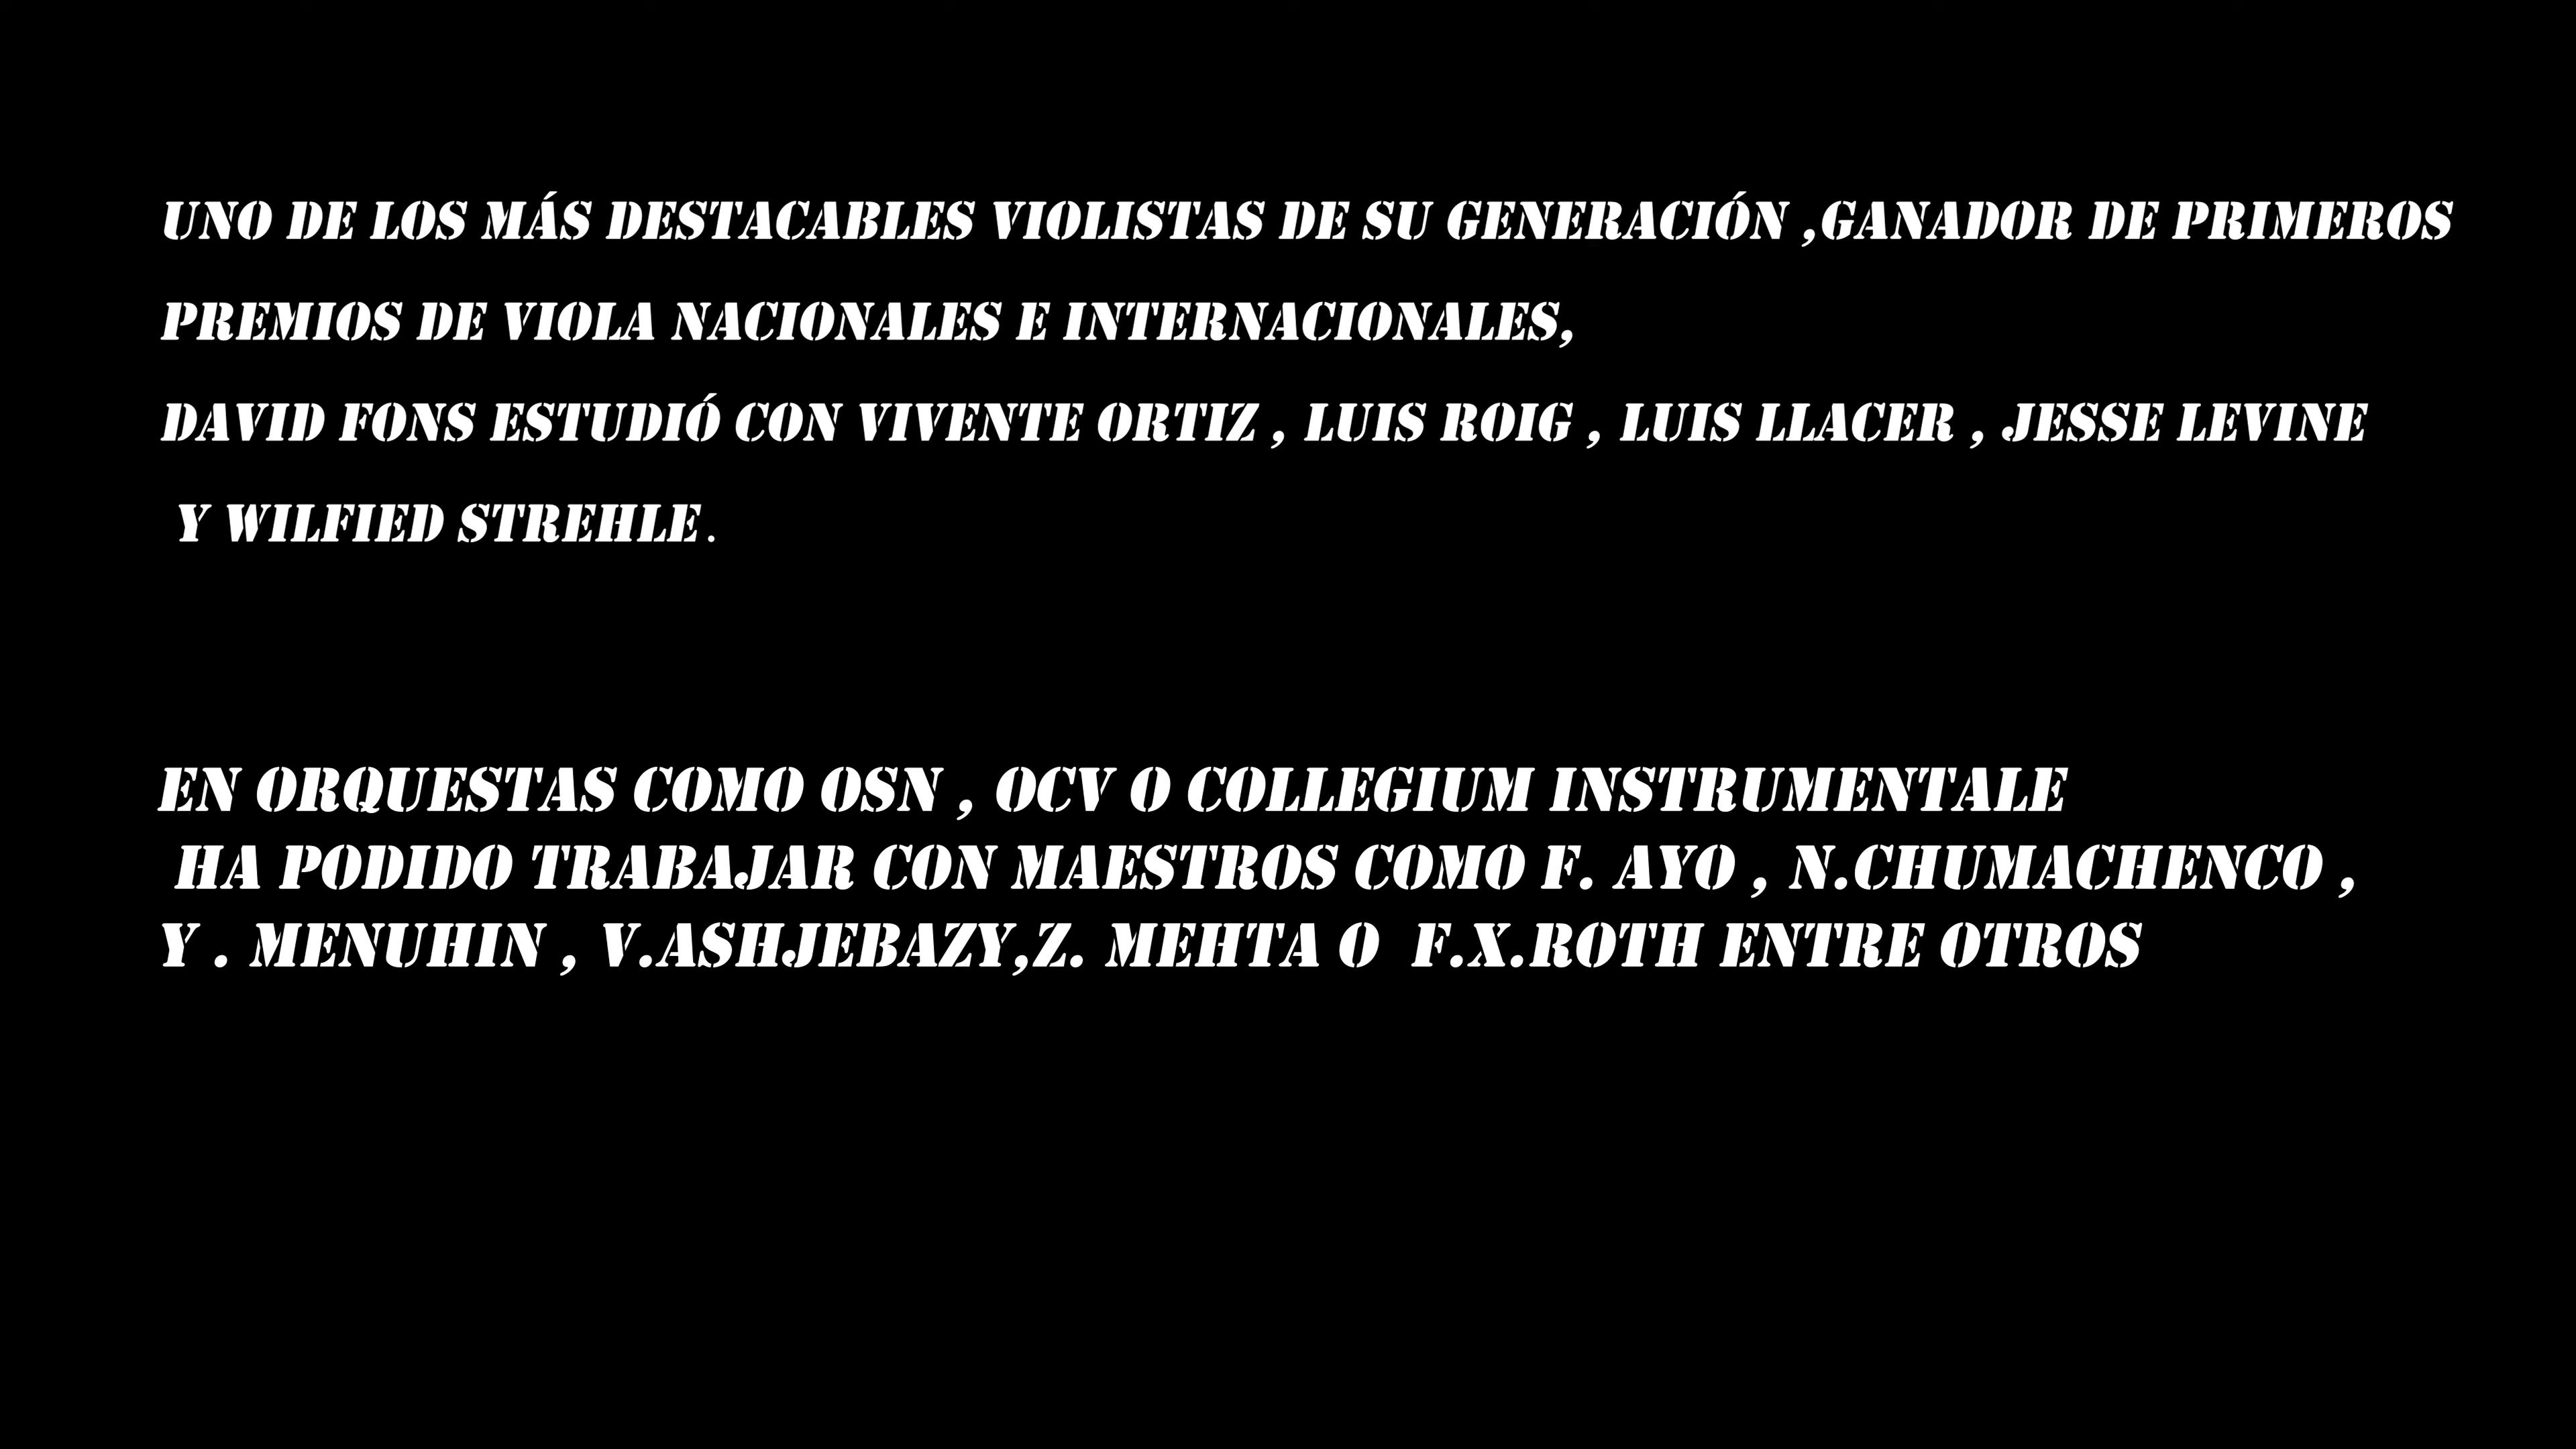 UNO DE LOS MÁS DESTACABLES VIOLISTAS DE SU GENERACIÓN ,GANADOR DE PRIMEROS
PREMIOS DE VIOLA NACIONALES E INTERNACIONALES,
DAVID FONS ESTUDIÓ CON VIVENTE ORTIZ , LUIS ROIG , LUIS LLACER , JESSE LEVINE
Y WILFIED STREHLE.
EN ORQUESTAS COMO OSN , OCV O COLLEGIUM INSTRUMENTALE
HA PODIDO TRABAJAR CON MAESTROS COMO F. AYO , N.CHUMACHENCO ,
Y . MENUHIN , V.ASHJEBAZY,Z. MEHTA O F.X.ROTH ENTRE OTROS